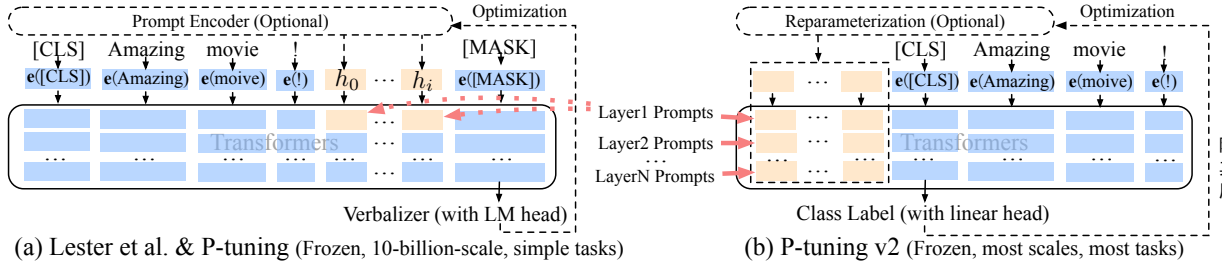 Prompt Encoder (Optional)
Optimization
[CLS] Amazing movie ! [MASK]
e([CLS]) e(Amazing) e(moive) e(!) h0 ... hi e([MASK])
Transformers
...
... ... ... ... ... ...
Verbalizer (with LM head)
(a) Lester et al. & P-tuning (Frozen, 10-billion-scale, simple tasks)
Layer1 Prompts
Layer2 Prompts
...
LayerN Prompts
Reparameterization (Optional)
Optimization
[CLS] Amazing movie !
... e([CLS]) e(Amazing) e(moive) e(!)
...
Transformers
...
... ... ... ... ... ...
...
Class Label (with linear head)
(b) P-tuning v2 (Frozen, most scales, most tasks)